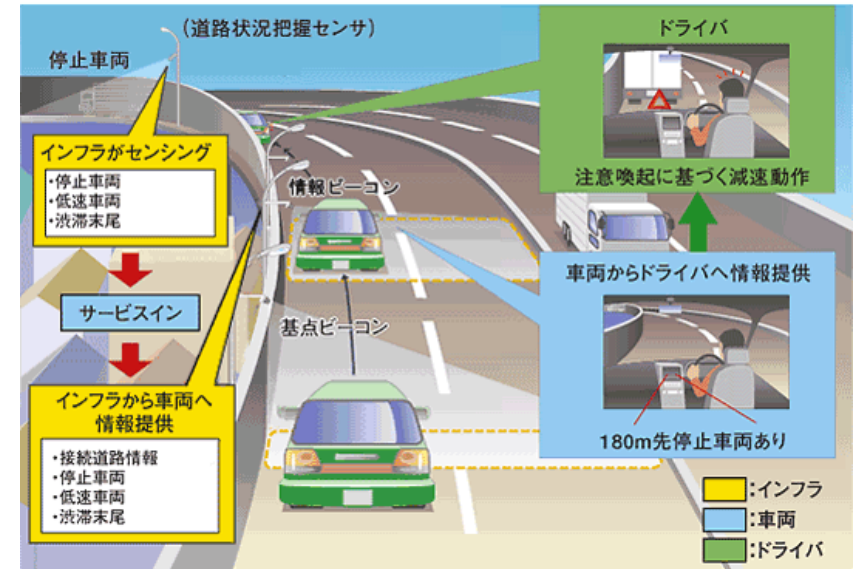 (道路状況把握センサ)
停止車両
インフラがセンシング
・停止車両
・低速車両
・渋滞末尾
サービスイン
インフラから車両へ
情報提供
・接続道路情報
・停止車両
・低速車両
・渋滞末尾
情報ビーコン
基点ビーコン
ドライバ
注意喚起に基づく減速動作
車両からドライバへ情報提供
180m先停止車両あり
:インフラ
:車両
:ドライバ